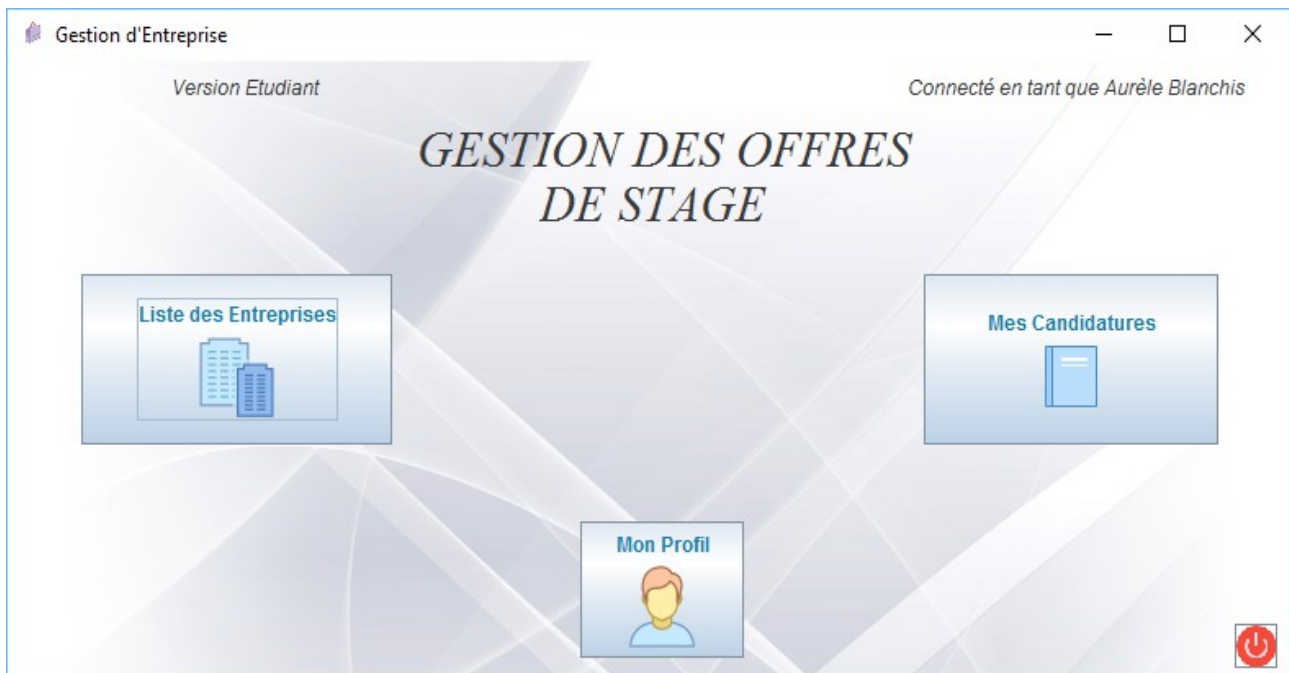 Gestion d'Entreprise
Version Etudiant
Connecté en tant que Aurèle Blanchis
GESTION DES OFFRES
DE STAGE
Liste des Entreprises
Mes Candidatures
Mon Profil